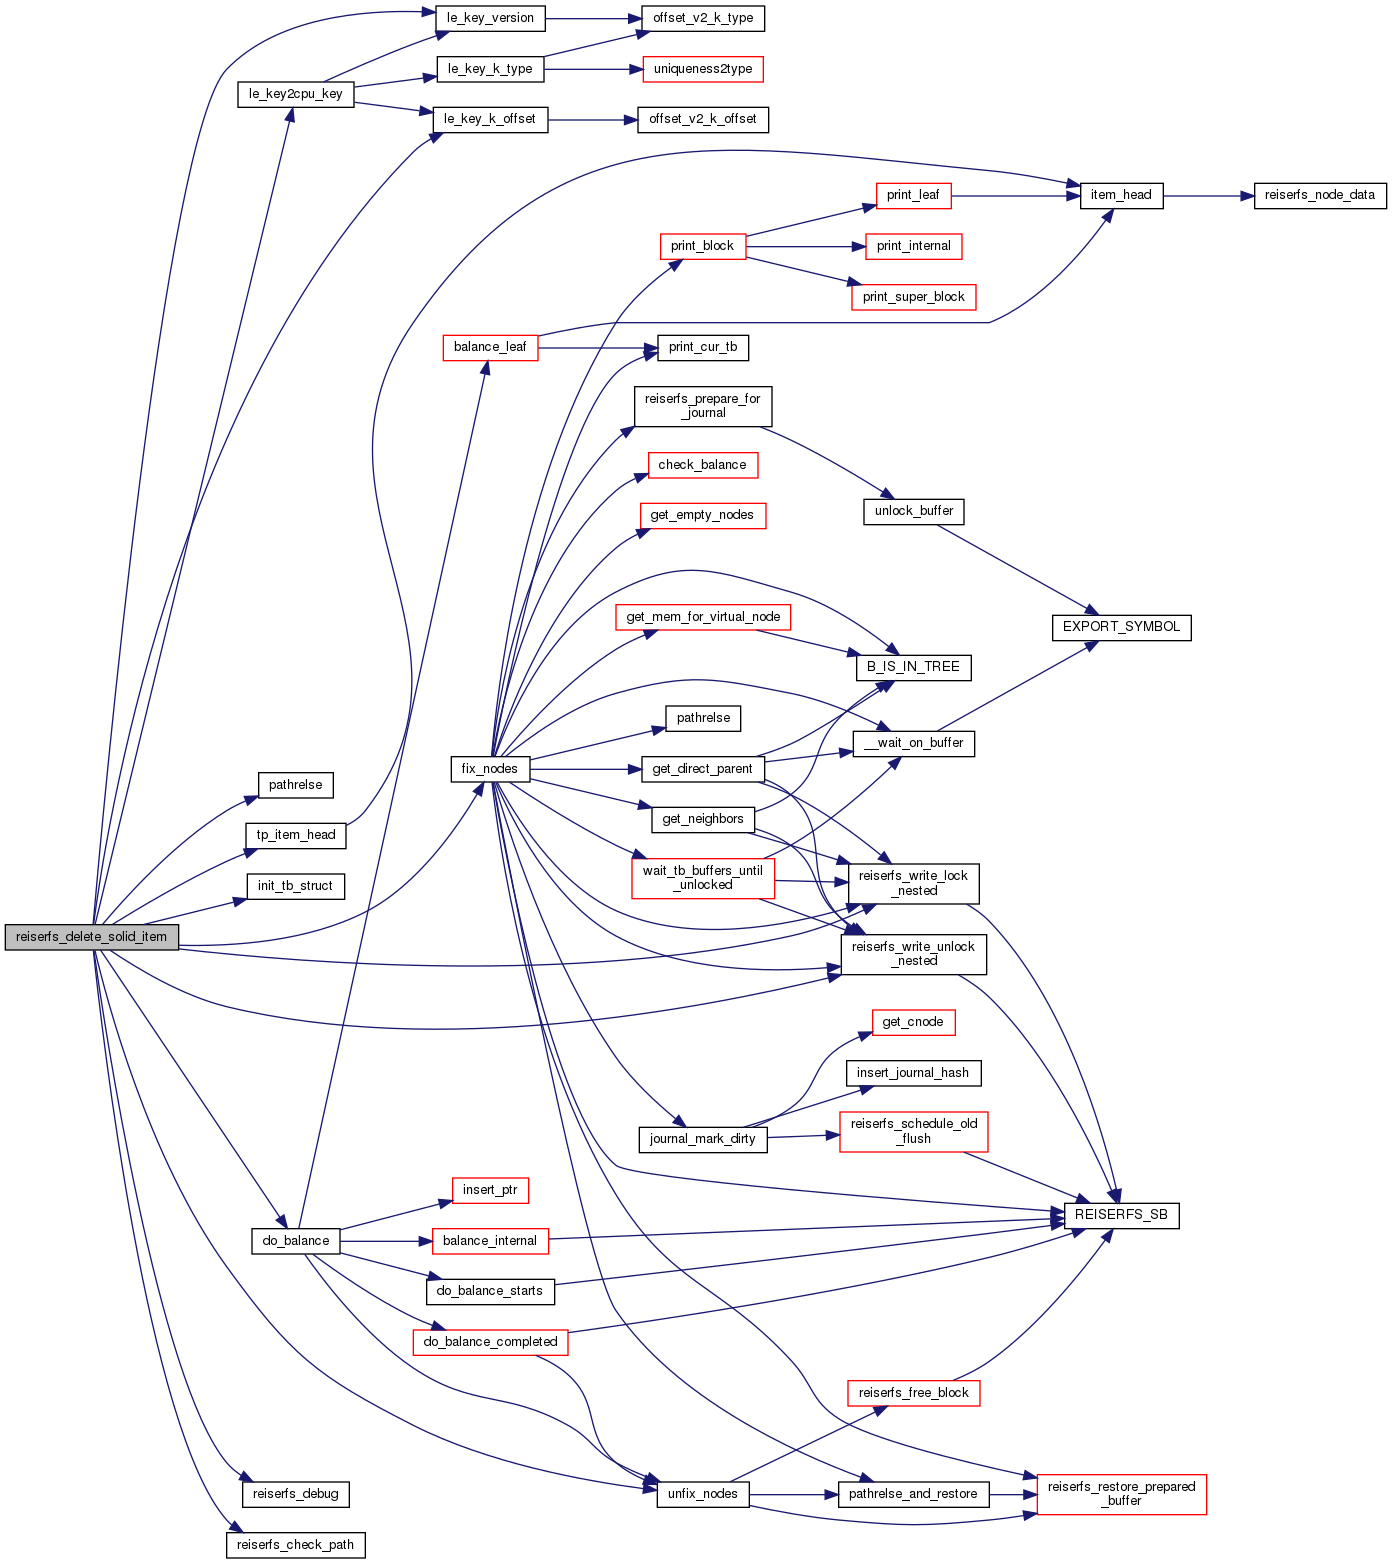 le_key_version
offset_v2_k_type
le_key_k_type
uniqueness2type
le_key2cpu_key
le_key_k_offset
offset_v2_k_offset
print_leaf
item_head
reiserfs_node_data
print_block
print_internal
print_super_block
balance_leaf
print_cur_tb
reiserfs_prepare_for
_journal
check_balance
get_empty_nodes
unlock_buffer
get_mem_for_virtual_node
EXPORT_SYMBOL
B_IS_IN_TREE
pathrelse
__wait_on_buffer
fix_nodes
get_direct_parent
pathrelse
get_neighbors
tp_item_head
wait_tb_buffers_until
_unlocked
reiserfs_write_lock
_nested
init_tb_struct
reiserfs_delete_solid_item
reiserfs_write_unlock
_nested
get_cnode
insert_journal_hash
journal_mark_dirty
reiserfs_schedule_old
_flush
insert_ptr
REISERFS_SB
do_balance
balance_internal
do_balance_starts
do_balance_completed
reiserfs_free_block
reiserfs_debug
unfix_nodes
pathrelse_and_restore
reiserfs_restore_prepared
_buffer
reiserfs_check_path